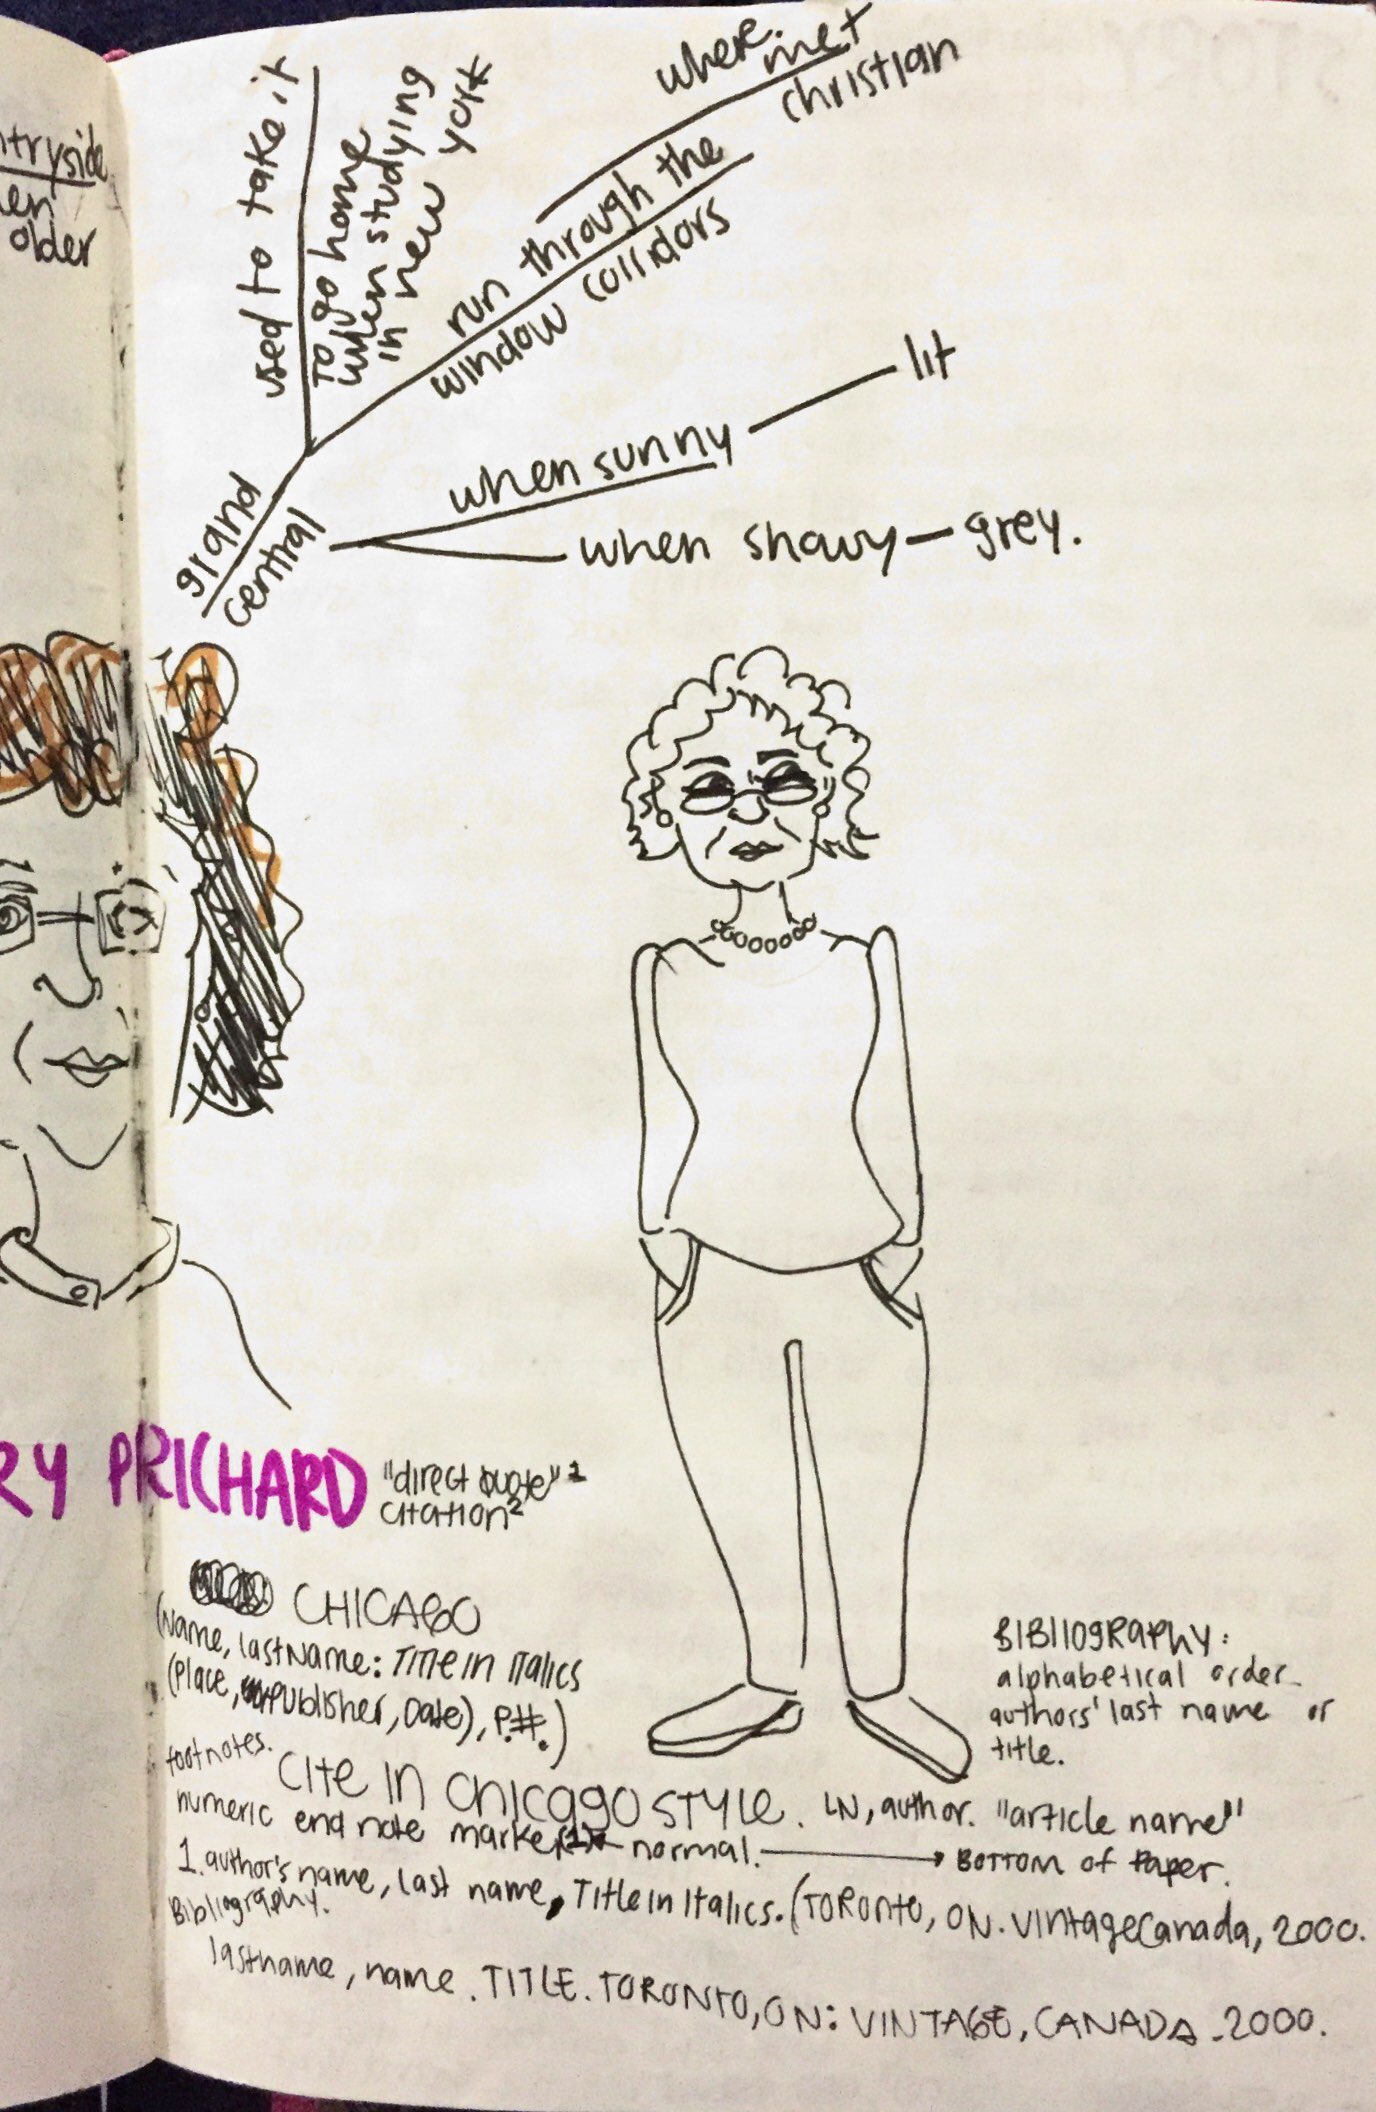 ntryside
en
older
used to take it
to go home
when studying
in new york
where met
christian
run through the
window corridors
lit
when sunny
when snowy — grey.
grand
central
RY PRICHARD
"direct quote" 1
citation 2
CHICAGO
(Name, lastName: Title in Italics
(Place, publisher, Date), P.#.)
footnotes.
BIBLIOGRAPHY:
alphabetical order
authors' last name or
title.
Cite in Chicago STYLE. LN, author. "article name"
numeric end note marker (1) ← normal. → BOTTOM OF Paper.
1. author's name, last name, Title in Italics. (TORONTO, ON. Vintage Canada, 2000.
Bibliography.
lastname, name. TITLE. TORONTO, ON: VINTAGE, CANADA. 2000.